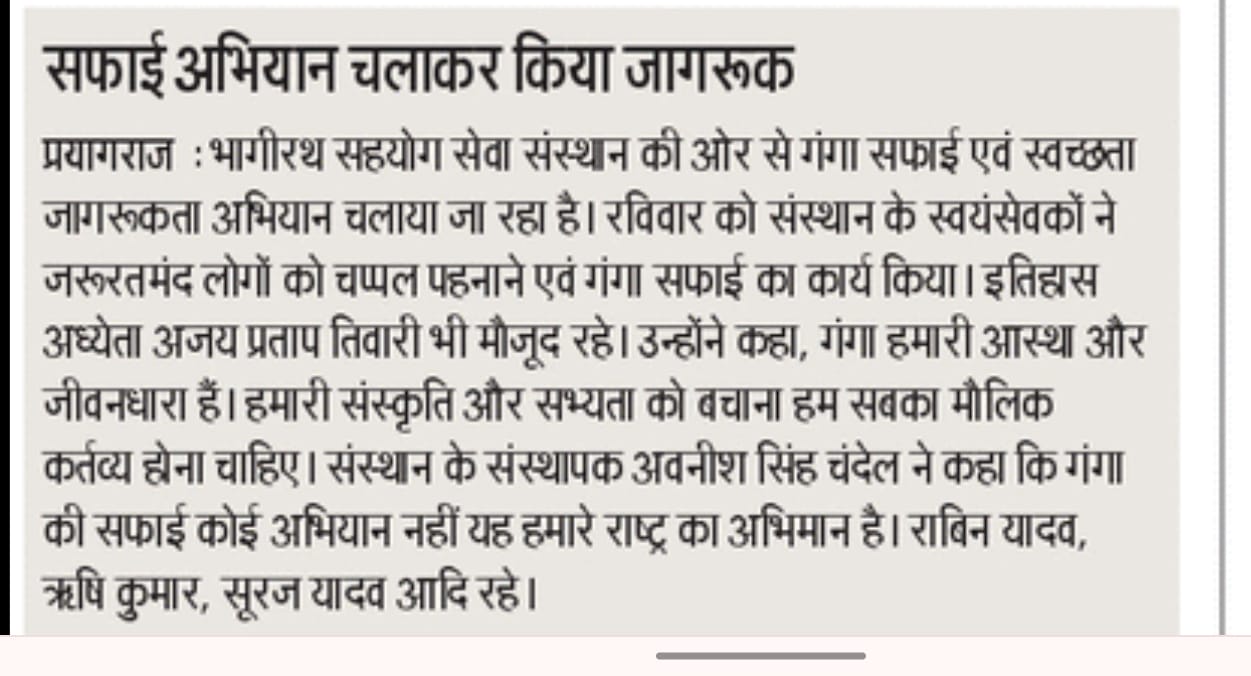 सफाई अभियान चलाकर किया जागरूक
प्रयागराज : भागीरथ सहयोग सेवा संस्थान की ओर से गंगा सफाई एवं स्वच्छता
जागरूकता अभियान चलाया जा रहा है। रविवार को संस्थान के स्वयंसेवकों ने
जरूरतमंद लोगों को चप्पल पहनाने एवं गंगा सफाई का कार्य किया। इतिहास
अध्येता अजय प्रताप तिवारी भी मौजूद रहे। उन्होंने कहा, गंगा हमारी आस्था और
जीवनधारा हैं। हमारी संस्कृति और सभ्यता को बचाना हम सबका मौलिक
कर्तव्य होना चाहिए। संस्थान के संस्थापक अवनीश सिंह चंदेल ने कहा कि गंगा
की सफाई कोई अभियान नहीं यह हमारे राष्ट्र का अभिमान है। राबिन यादव,
ऋषि कुमार, सूरज यादव आदि रहे।